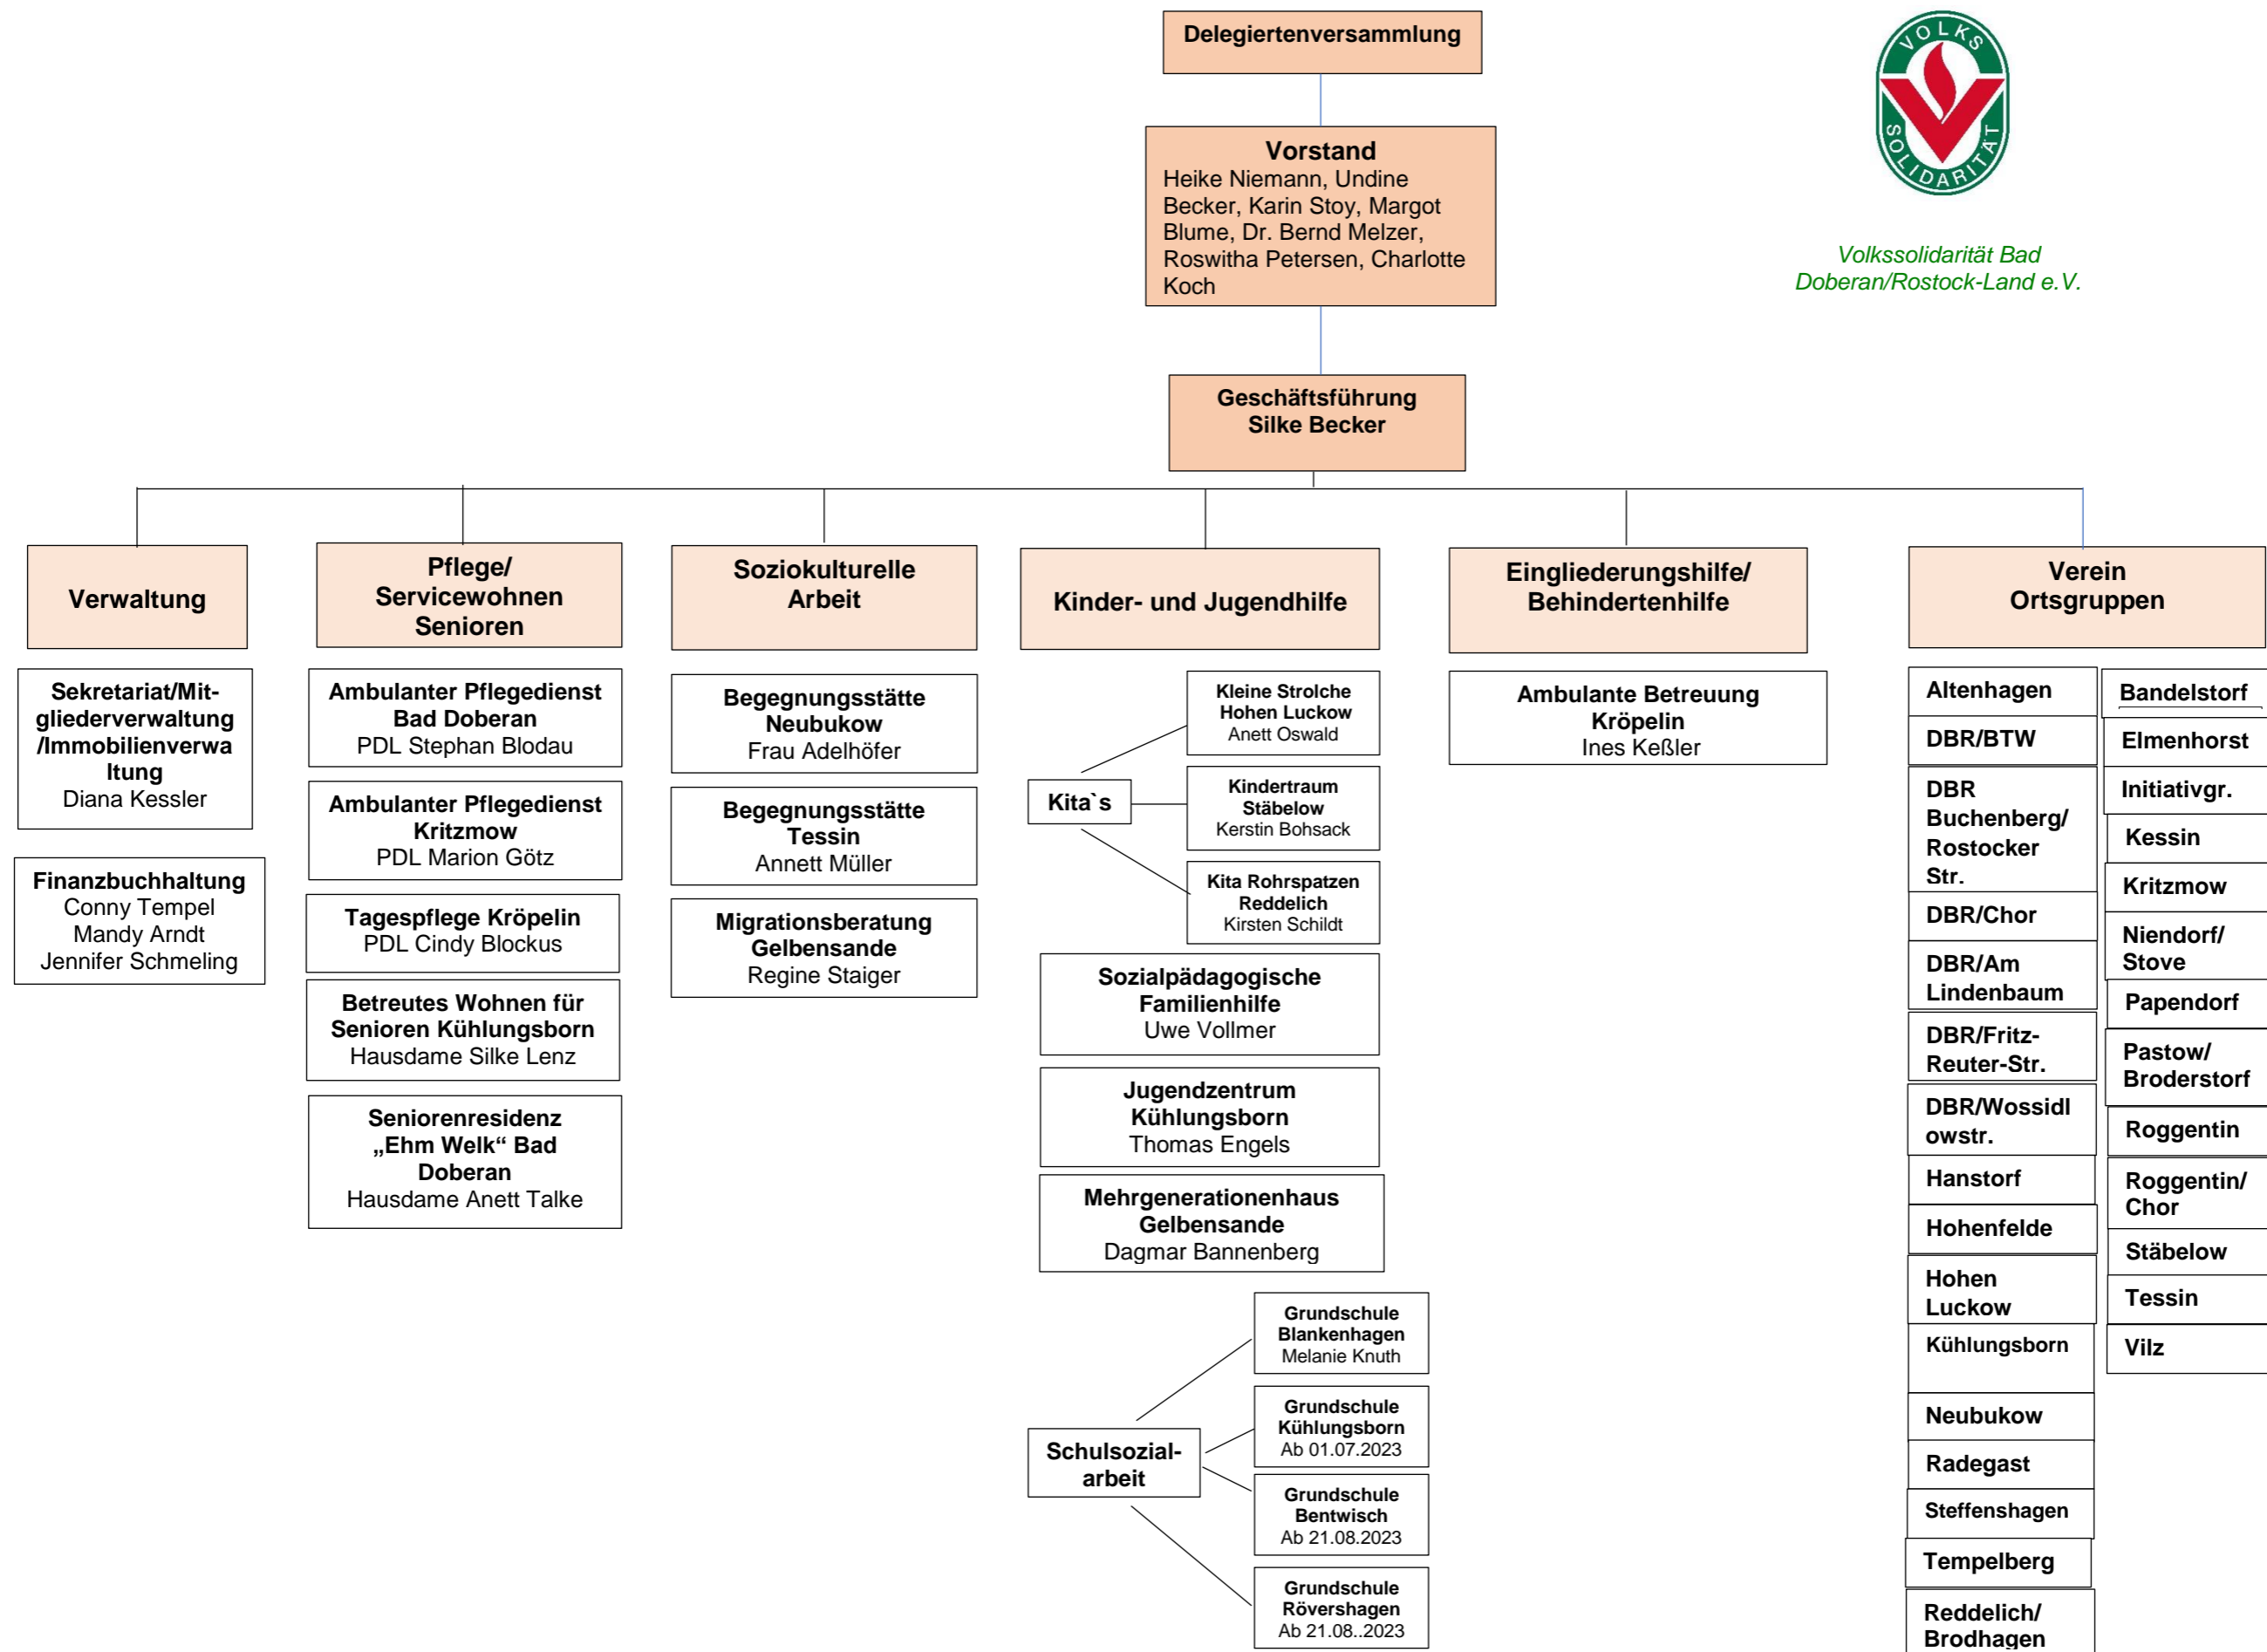 Delegiertenversammlung
VOLKS
SOLIDARITÄT
Volkssolidarität Bad
Doberan/Rostock-Land e.V.
Vorstand
Heike Niemann, Undine
Becker, Karin Stoy, Margot
Blume, Dr. Bernd Melzer,
Roswitha Petersen, Charlotte
Koch
Geschäftsführung
Silke Becker
Verwaltung
Sekretariat/Mit-
gliederverwaltung
/Immobilienverwa
ltung
Diana Kessler
Finanzbuchhaltung
Conny Tempel
Mandy Arndt
Jennifer Schmeling
Pflege/
Servicewohnen
Senioren
Ambulanter Pflegedienst
Bad Doberan
PDL Stephan Blodau
Ambulanter Pflegedienst
Kritzmow
PDL Marion Götz
Tagespflege Kröpelin
PDL Cindy Blockus
Betreutes Wohnen für
Senioren Kühlungsborn
Hausdame Silke Lenz
Seniorenresidenz
„Ehm Welk“ Bad
Doberan
Hausdame Anett Talke
Soziokulturelle
Arbeit
Begegnungsstätte
Neubukow
Frau Adelhöfer
Begegnungsstätte
Tessin
Annett Müller
Migrationsberatung
Gelbensande
Regine Staiger
Kinder- und Jugendhilfe
Kita`s
Kleine Strolche
Hohen Luckow
Anett Oswald
Kindertraum
Stäbelow
Kerstin Bohsack
Kita Rohrspatzen
Reddelich
Kirsten Schildt
Sozialpädagogische
Familienhilfe
Uwe Vollmer
Jugendzentrum
Kühlungsborn
Thomas Engels
Mehrgenerationenhaus
Gelbensande
Dagmar Bannenberg
Schulsozial-
arbeit
Grundschule
Blankenhagen
Melanie Knuth
Grundschule
Kühlungsborn
Ab 01.07.2023
Grundschule
Bentwisch
Ab 21.08.2023
Grundschule
Rövershagen
Ab 21.08..2023
Eingliederungshilfe/
Behindertenhilfe
Ambulante Betreuung
Kröpelin
Ines Keßler
Verein
Ortsgruppen
Altenhagen
DBR/BTW
DBR
Buchenberg/
Rostocker
Str.
DBR/Chor
DBR/Am
Lindenbaum
DBR/Fritz-
Reuter-Str.
DBR/Wossidl
owstr.
Hanstorf
Hohenfelde
Hohen
Luckow
Kühlungsborn
Neubukow
Radegast
Steffenshagen
Tempelberg
Reddelich/
Brodhagen
Bandelstorf
Elmenhorst
Initiativgr.
Kessin
Kritzmow
Niendorf/
Stove
Papendorf
Pastow/
Broderstorf
Roggentin
Roggentin/
Chor
Stäbelow
Tessin
Vilz